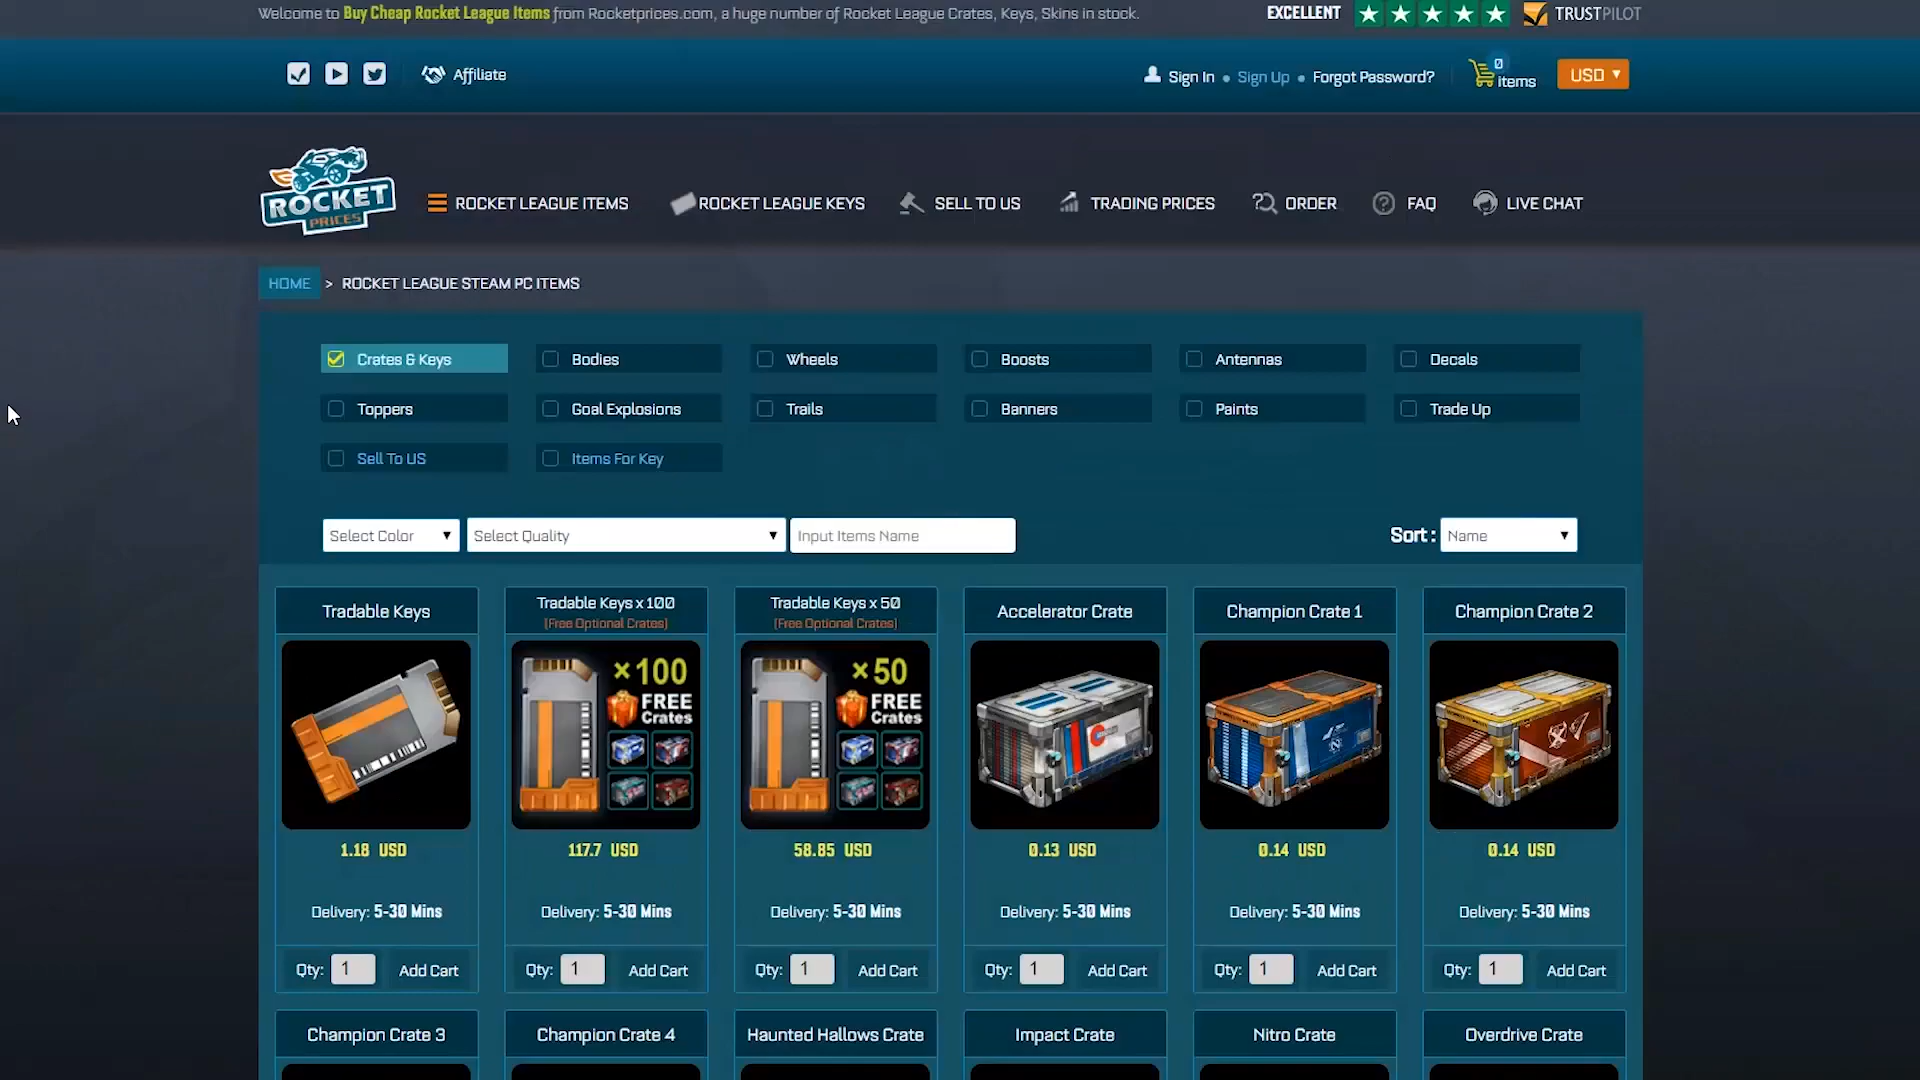 Welcome to Buy Cheap Rocket League Items from Rocketprices.com, a huge number of Rocket League Crates, Keys, Skins in stock.
EXCELLENT
TRUSTPILOT
Affiliate
Sign In
Sign Up
Forgot Password?
0
items
USD ▼
ROCKET
PRICES
ROCKET LEAGUE ITEMS
ROCKET LEAGUE KEYS
SELL TO US
TRADING PRICES
ORDER
FAQ
LIVE CHAT
HOME > ROCKET LEAGUE STEAM PC ITEMS
Crates & Keys
Bodies
Wheels
Boosts
Antennas
Decals
Toppers
Goal Explosions
Trails
Banners
Paints
Trade Up
Sell To US
Items For Key
Select Color
Select Quality
Input Items Name
Sort :
Name
Tradable Keys
Tradable Keys x 100
(Free Optional Crates)
Tradable Keys x 50
(Free Optional Crates)
Accelerator Crate
Champion Crate 1
Champion Crate 2
×100
FREE
Crates
×50
FREE
Crates
1.18 USD
117.7 USD
58.85 USD
0.13 USD
0.14 USD
0.14 USD
Delivery: 5-30 Mins
Delivery: 5-30 Mins
Delivery: 5-30 Mins
Delivery: 5-30 Mins
Delivery: 5-30 Mins
Delivery: 5-30 Mins
Qty: 1 Add Cart
Qty: 1 Add Cart
Qty: 1 Add Cart
Qty: 1 Add Cart
Qty: 1 Add Cart
Qty: 1 Add Cart
Champion Crate 3
Champion Crate 4
Haunted Hallows Crate
Impact Crate
Nitro Crate
Overdrive Crate